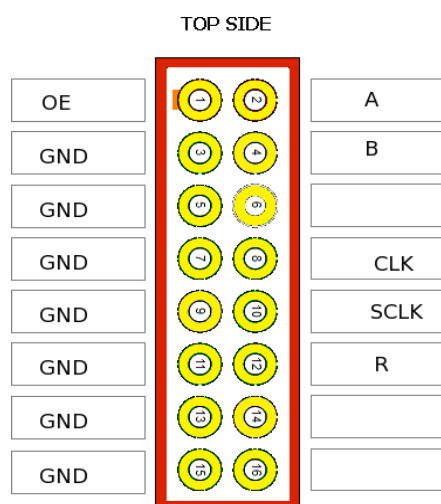 TOP SIDE
OE 1 2 A
GND 3 4 B
GND 5 6
GND 7 8 CLK
GND 9 10 SCLK
GND 11 12 R
GND 13 14
GND 15 16